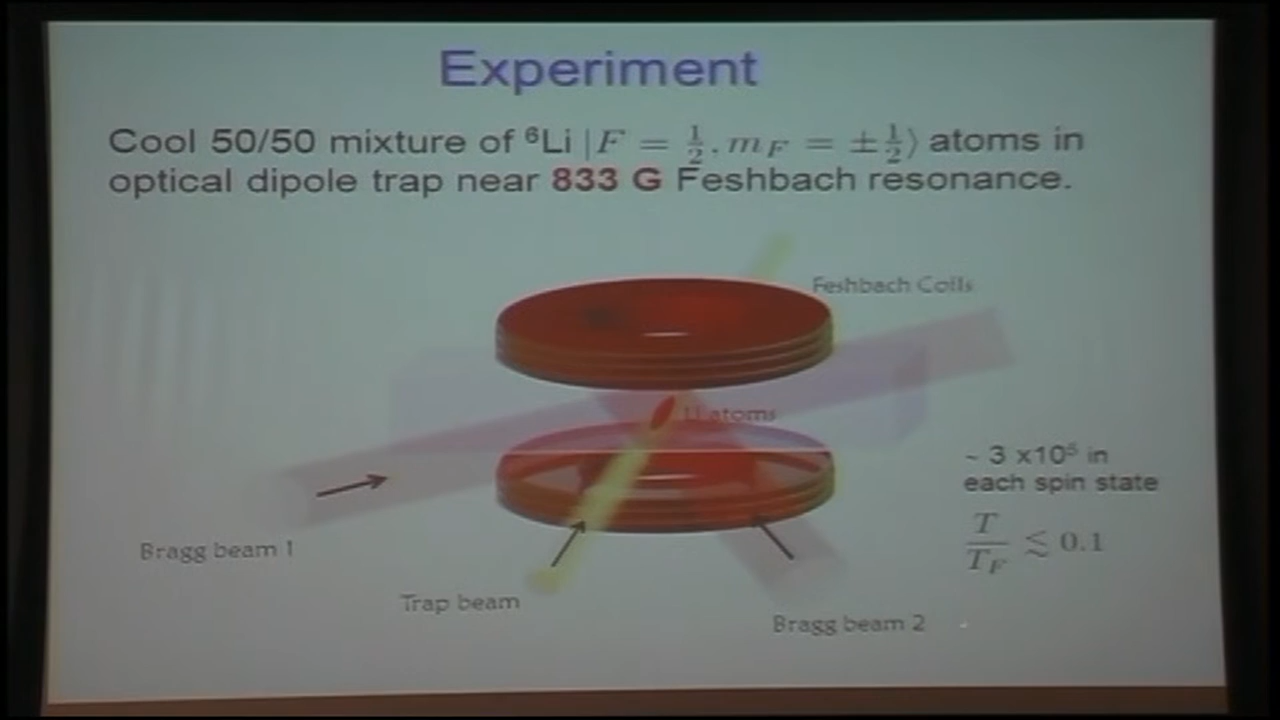 Experiment
Cool 50/50 mixture of ⁶Li |F = 1/2, m_F = ±1/2⟩ atoms in
optical dipole trap near 833 G Feshbach resonance.
Feshbach Coils
Li atoms
~ 3 x10⁵ in
each spin state
T/T_F ≲ 0.1
Bragg beam 1
Trap beam
Bragg beam 2